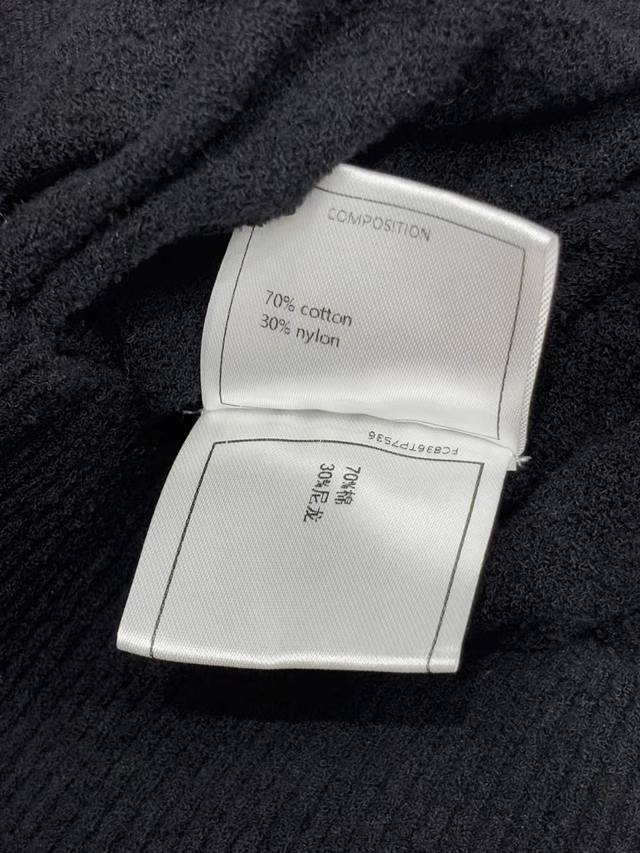 COMPOSITION
70% cotton
30% nylon
FC836TP7536
70%棉
30%尼龙